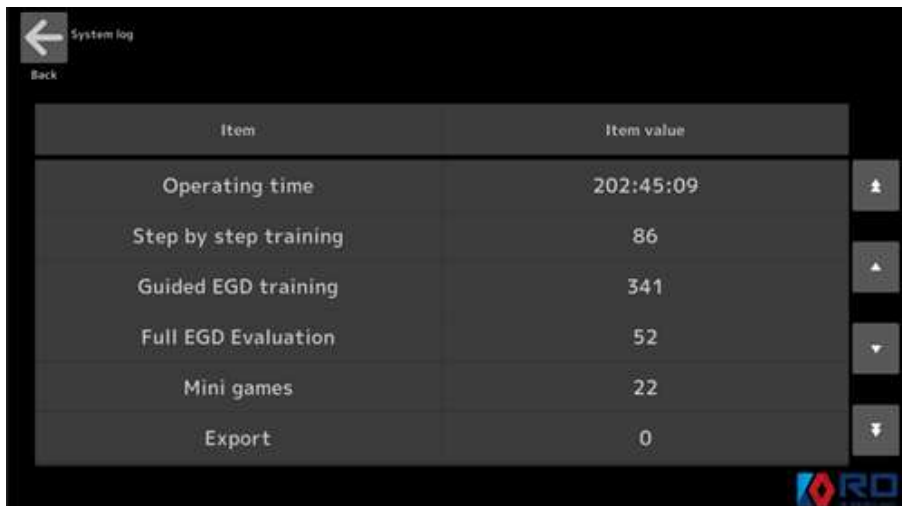 System log
Back
Item Item value
Operating time 202:45:09
Step by step training 86
Guided EGD training 341
Full EGD Evaluation 52
Mini games 22
Export 0
RO